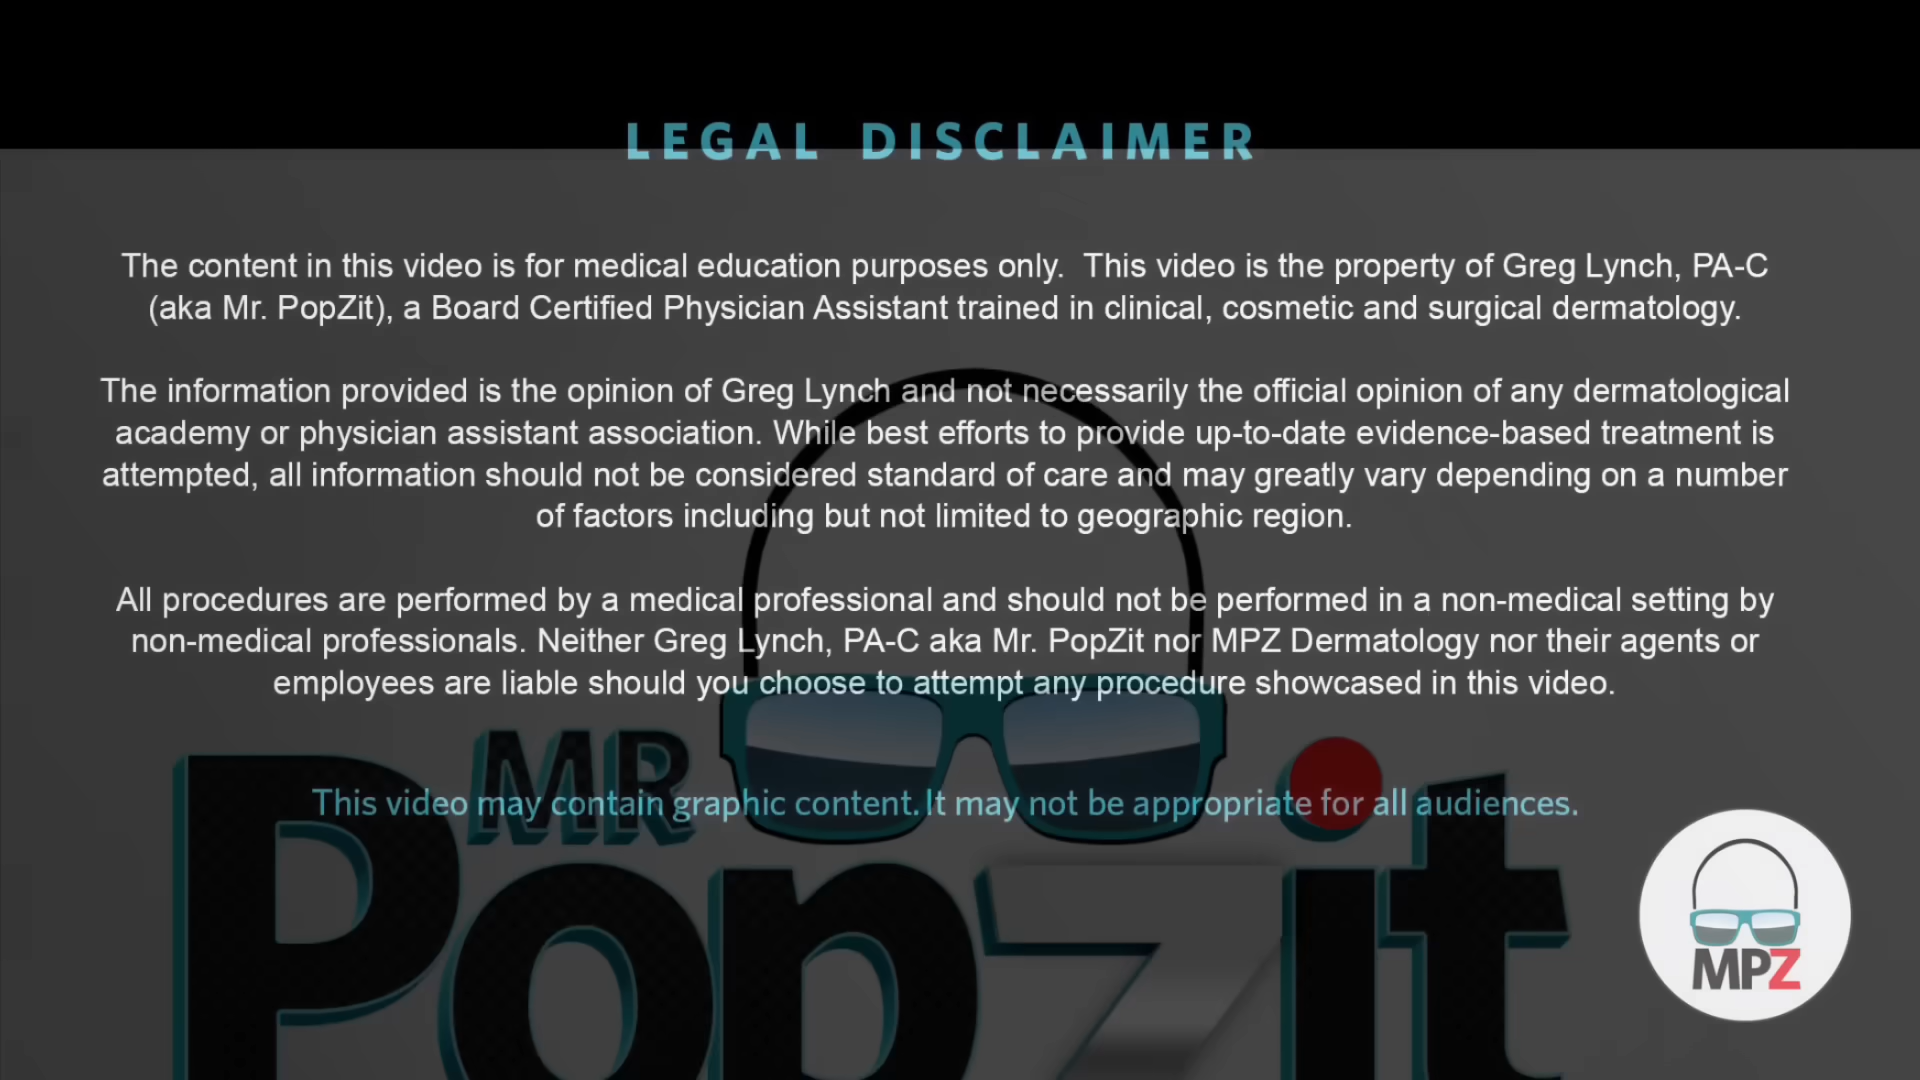 LEGAL DISCLAIMER
The content in this video is for medical education purposes only.  This video is the property of Greg Lynch, PA-C
(aka Mr. PopZit), a Board Certified Physician Assistant trained in clinical, cosmetic and surgical dermatology.
The information provided is the opinion of Greg Lynch and not necessarily the official opinion of any dermatological
academy or physician assistant association. While best efforts to provide up-to-date evidence-based treatment is
attempted, all information should not be considered standard of care and may greatly vary depending on a number
of factors including but not limited to geographic region.
All procedures are performed by a medical professional and should not be performed in a non-medical setting by
non-medical professionals. Neither Greg Lynch, PA-C aka Mr. PopZit nor MPZ Dermatology nor their agents or
employees are liable should you choose to attempt any procedure showcased in this video.
This video may contain graphic content. It may not be appropriate for all audiences.
MR
Popzit
MPZ